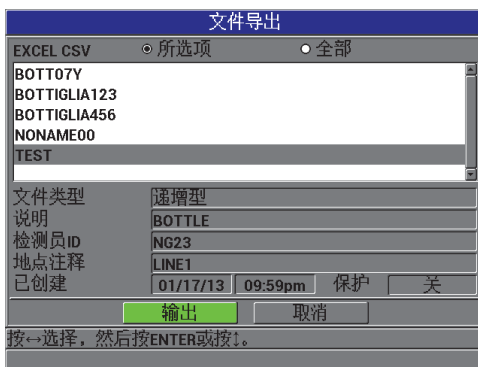 文件导出
EXCEL CSV 所选项 全部
BOTT07Y
BOTTIGLIA123
BOTTIGLIA456
NONAME00
TEST
文件类型 递增型
说明 BOTTLE
检测员ID NG23
地点注释 LINE1
已创建 01/17/13 09:59pm 保护 关
输出 取消
按↔选择，然后按ENTER或按↕。